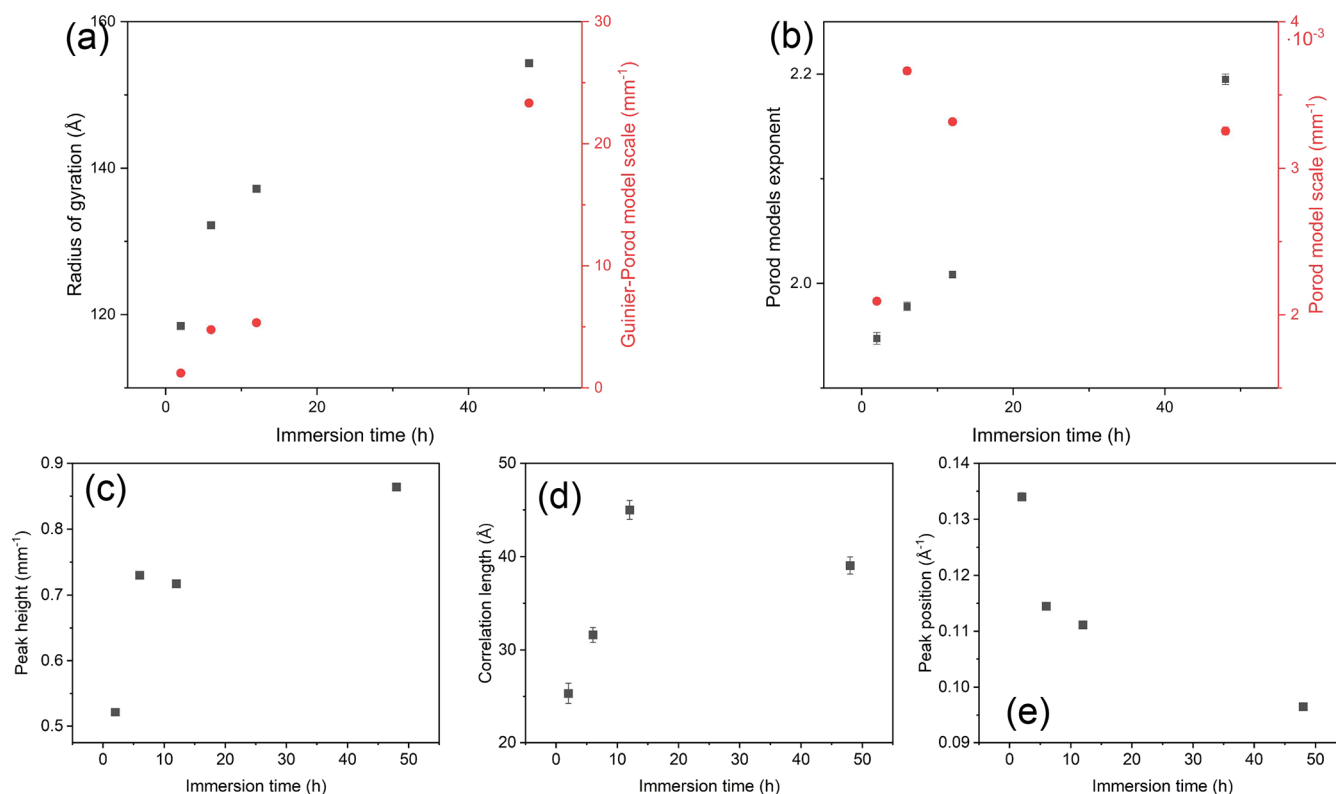 (a)
160
140
120
Radius of gyration (Å)
30
20
10
0
Guinier-Porod model scale (mm⁻¹)
0 20 40
Immersion time (h)
(b)
2.2
2.0
Porod models exponent
4
·10⁻³
3
2
Porod model scale (mm⁻¹)
0 20 40
Immersion time (h)
(c)
0.9
0.8
0.7
0.6
0.5
Peak height (mm⁻¹)
0 10 20 30 40 50
Immersion time (h)
(d)
50
40
30
20
Correlation length (Å)
0 10 20 30 40 50
Immersion time (h)
(e)
0.14
0.13
0.12
0.11
0.10
0.09
Peak position (Å⁻¹)
0 10 20 30 40 50
Immersion time (h)